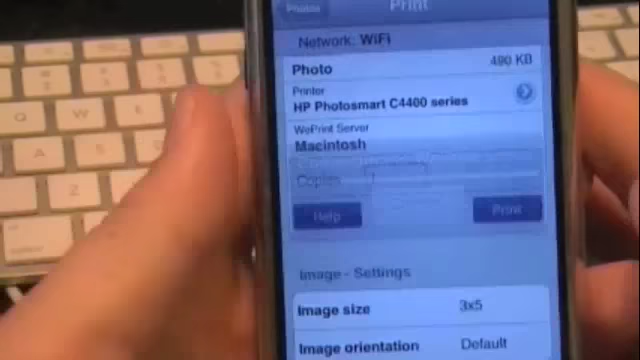 Photos
Print
Network: WiFi
Photo
490 KB
Printer
HP Photosmart C4400 series
WePrint Server
Macintosh
Copies
Help
Print
Image - Settings
Image size
3x5
Image orientation
Default
Q
W
A
S
Z